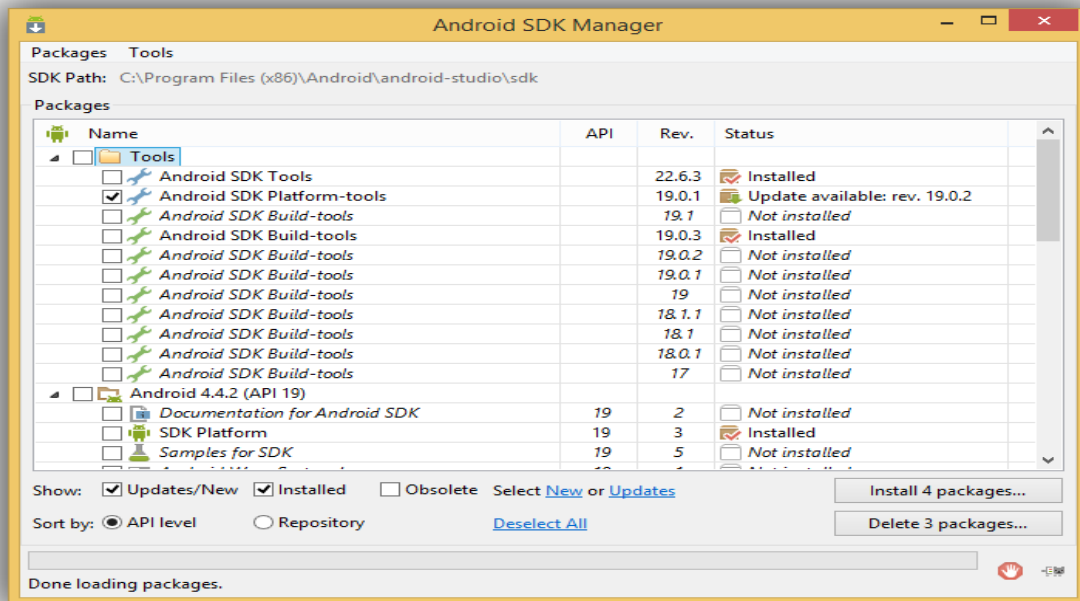 Android SDK Manager
Packages Tools
SDK Path: C:\Program Files (x86)\Android\android-studio\sdk
Packages
Name API Rev. Status
Tools
Android SDK Tools 22.6.3 Installed
Android SDK Platform-tools 19.0.1 Update available: rev. 19.0.2
Android SDK Build-tools 19.1 Not installed
Android SDK Build-tools 19.0.3 Installed
Android SDK Build-tools 19.0.2 Not installed
Android SDK Build-tools 19.0.1 Not installed
Android SDK Build-tools 19 Not installed
Android SDK Build-tools 18.1.1 Not installed
Android SDK Build-tools 18.1 Not installed
Android SDK Build-tools 18.0.1 Not installed
Android SDK Build-tools 17 Not installed
Android 4.4.2 (API 19)
Documentation for Android SDK 19 2 Not installed
SDK Platform 19 3 Installed
Samples for SDK 19 5 Not installed
Show: Updates/New Installed Obsolete Select New or Updates Install 4 packages...
Sort by: API level Repository Deselect All Delete 3 packages...
Done loading packages.